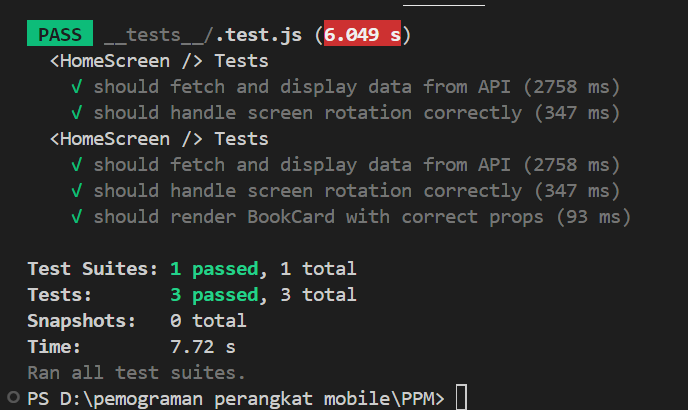 PASS __tests__/.test.js (6.049 s)
<HomeScreen /> Tests
√ should fetch and display data from API (2758 ms)
√ should handle screen rotation correctly (347 ms)
<HomeScreen /> Tests
√ should fetch and display data from API (2758 ms)
√ should handle screen rotation correctly (347 ms)
√ should render BookCard with correct props (93 ms)
Test Suites: 1 passed, 1 total
Tests: 3 passed, 3 total
Snapshots: 0 total
Time: 7.72 s
Ran all test suites.
PS D:\pemograman perangkat mobile\PPM>